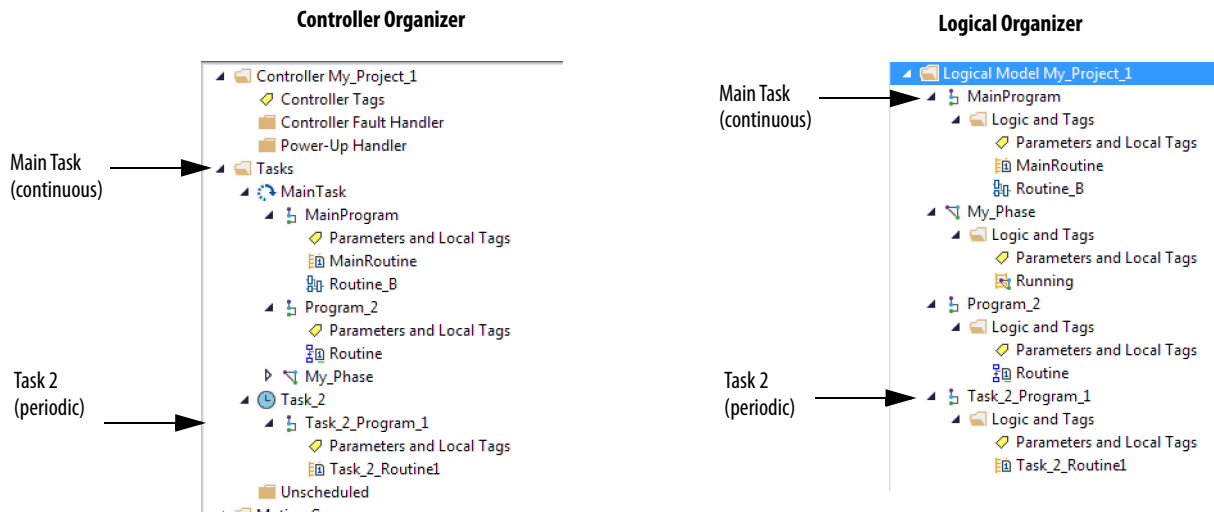 Controller Organizer
Controller My_Project_1
Controller Tags
Controller Fault Handler
Power-Up Handler
Main Task
(continuous)
Tasks
MainTask
MainProgram
Parameters and Local Tags
MainRoutine
Routine_B
Program_2
Parameters and Local Tags
Routine
My_Phase
Task 2
(periodic)
Task_2
Task_2_Program_1
Parameters and Local Tags
Task_2_Routine1
Unscheduled
Logical Organizer
Logical Model My_Project_1
Main Task
(continuous)
MainProgram
Logic and Tags
Parameters and Local Tags
MainRoutine
Routine_B
My_Phase
Logic and Tags
Parameters and Local Tags
Running
Program_2
Logic and Tags
Parameters and Local Tags
Routine
Task 2
(periodic)
Task_2_Program_1
Logic and Tags
Parameters and Local Tags
Task_2_Routine1